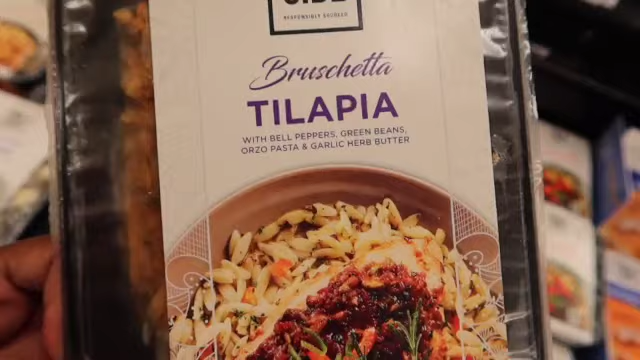 RESPONSIBLY SOURCED
Bruschetta
TILAPIA
WITH BELL PEPPERS, GREEN BEANS,
ORZO PASTA & GARLIC HERB BUTTER